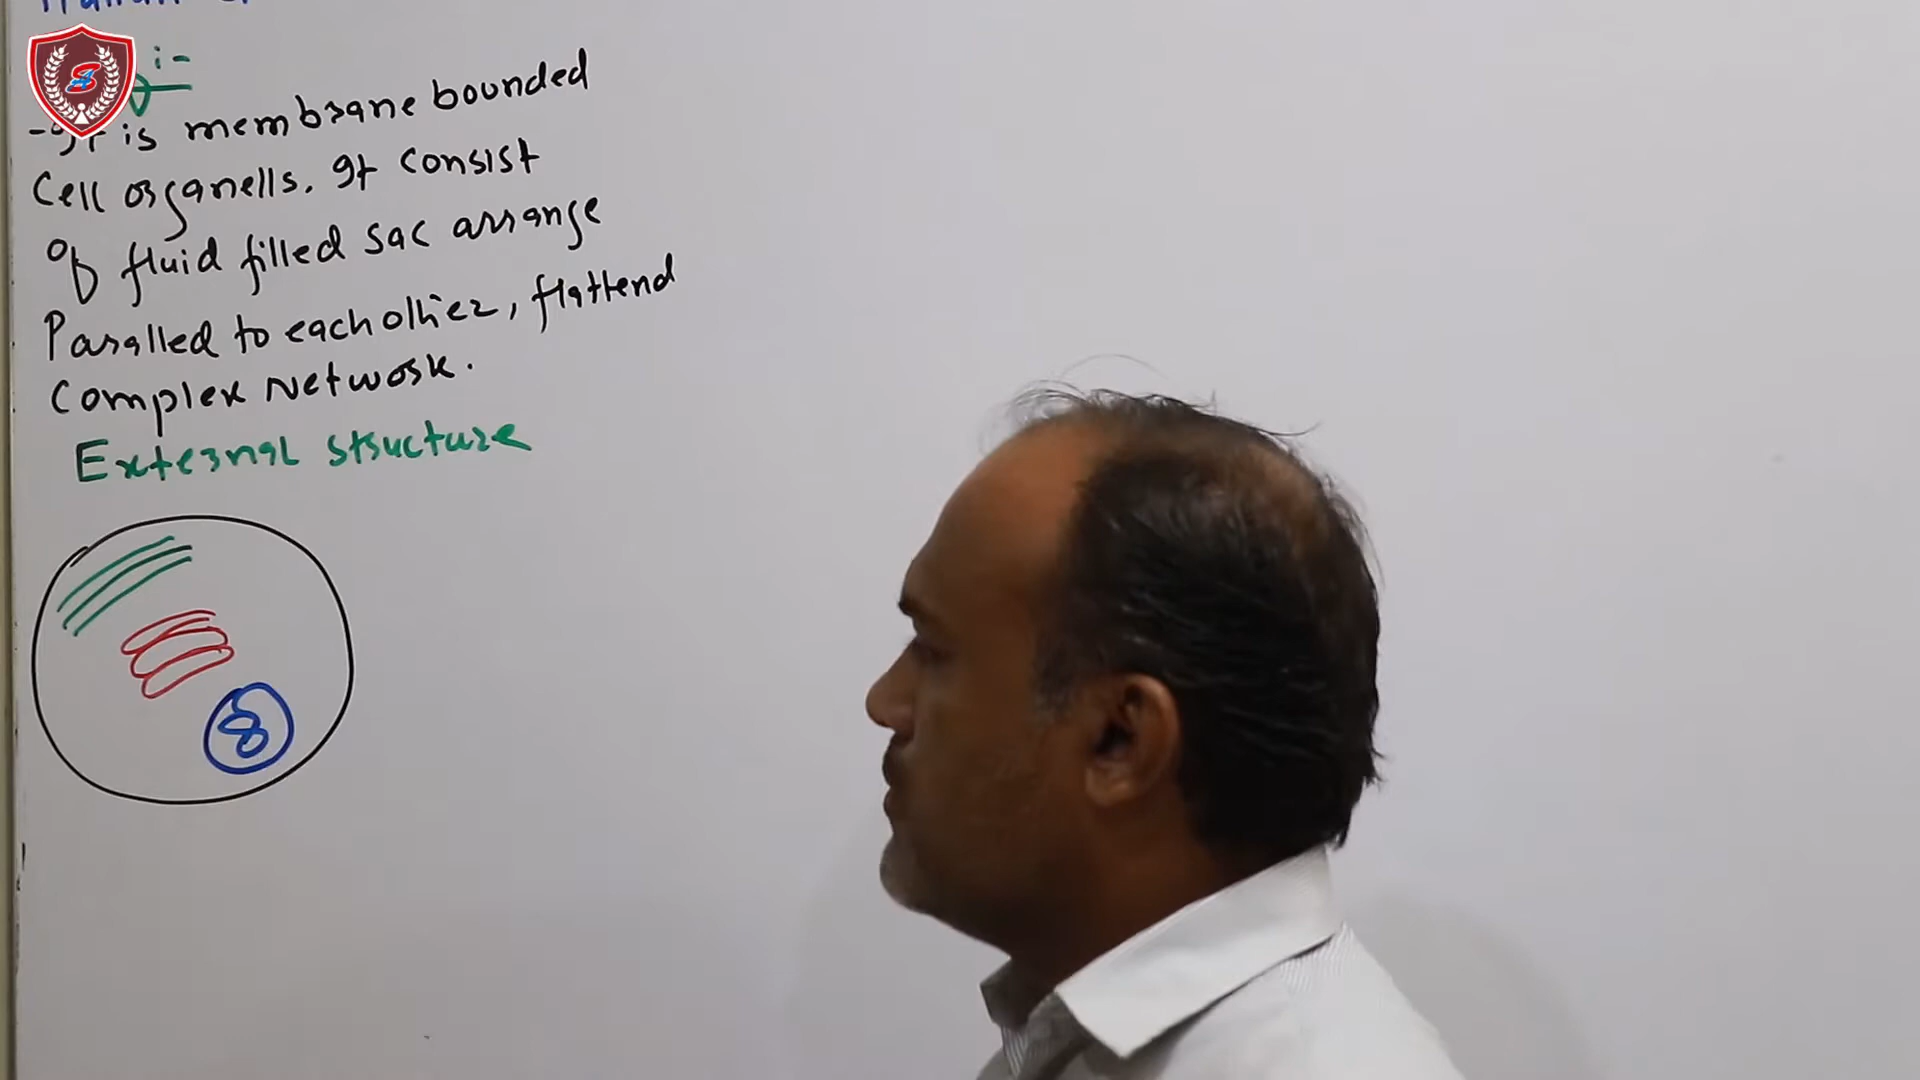 i-
- It is membrane bounded
Cell organells. It consist
of fluid filled sac arrange
Paralled to each other, flattend
Complex Network.
External structure
8